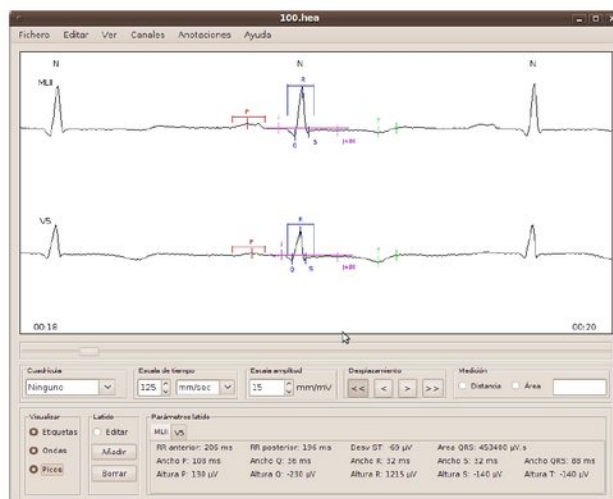 100.hea
Fichero Editar Ver Canales Anotaciones Ayuda
N N N
MLII
R
P
Q S
V5
R
P
Q S
00:18 00:20
Cuadrícula Escala de tiempo Escala amplitud Desplazamiento Medición
Ninguno 125 mm/sec 15 mm/mV << < > >> Distancia Área
Visualizar Latido Parámetros latido
Etiquetas Editar MLII V5
Ondas Añadir
Picos Borrar
RR anterior: 206 ms RR posterior: 196 ms Desv ST: -69 µV Area QRS: 453480 µV.s
Ancho P: 108 ms Ancho Q: 36 ms Ancho R: 32 ms Ancho S: 32 ms Ancho QRS: 88 ms
Altura P: 130 µV Altura Q: -230 µV Altura R: 1215 µV Altura S: -140 µV Altura T: -140 µV